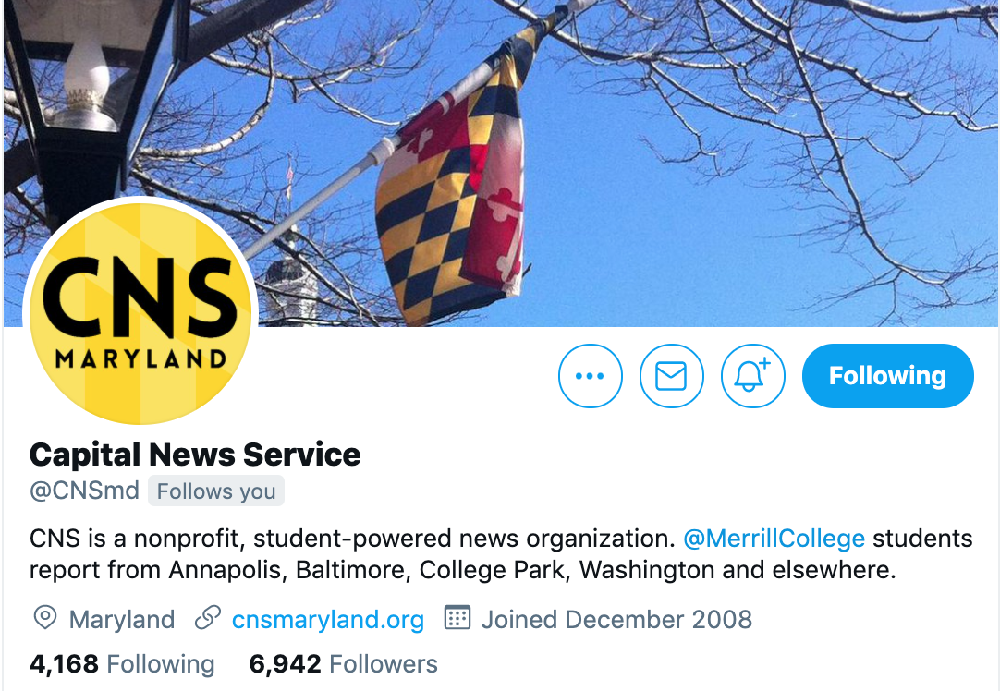 CNS
MARYLAND
Following
Capital News Service
@CNSmd Follows you
CNS is a nonprofit, student-powered news organization. @MerrillCollege students
report from Annapolis, Baltimore, College Park, Washington and elsewhere.
Maryland cnsmaryland.org Joined December 2008
4,168 Following 6,942 Followers